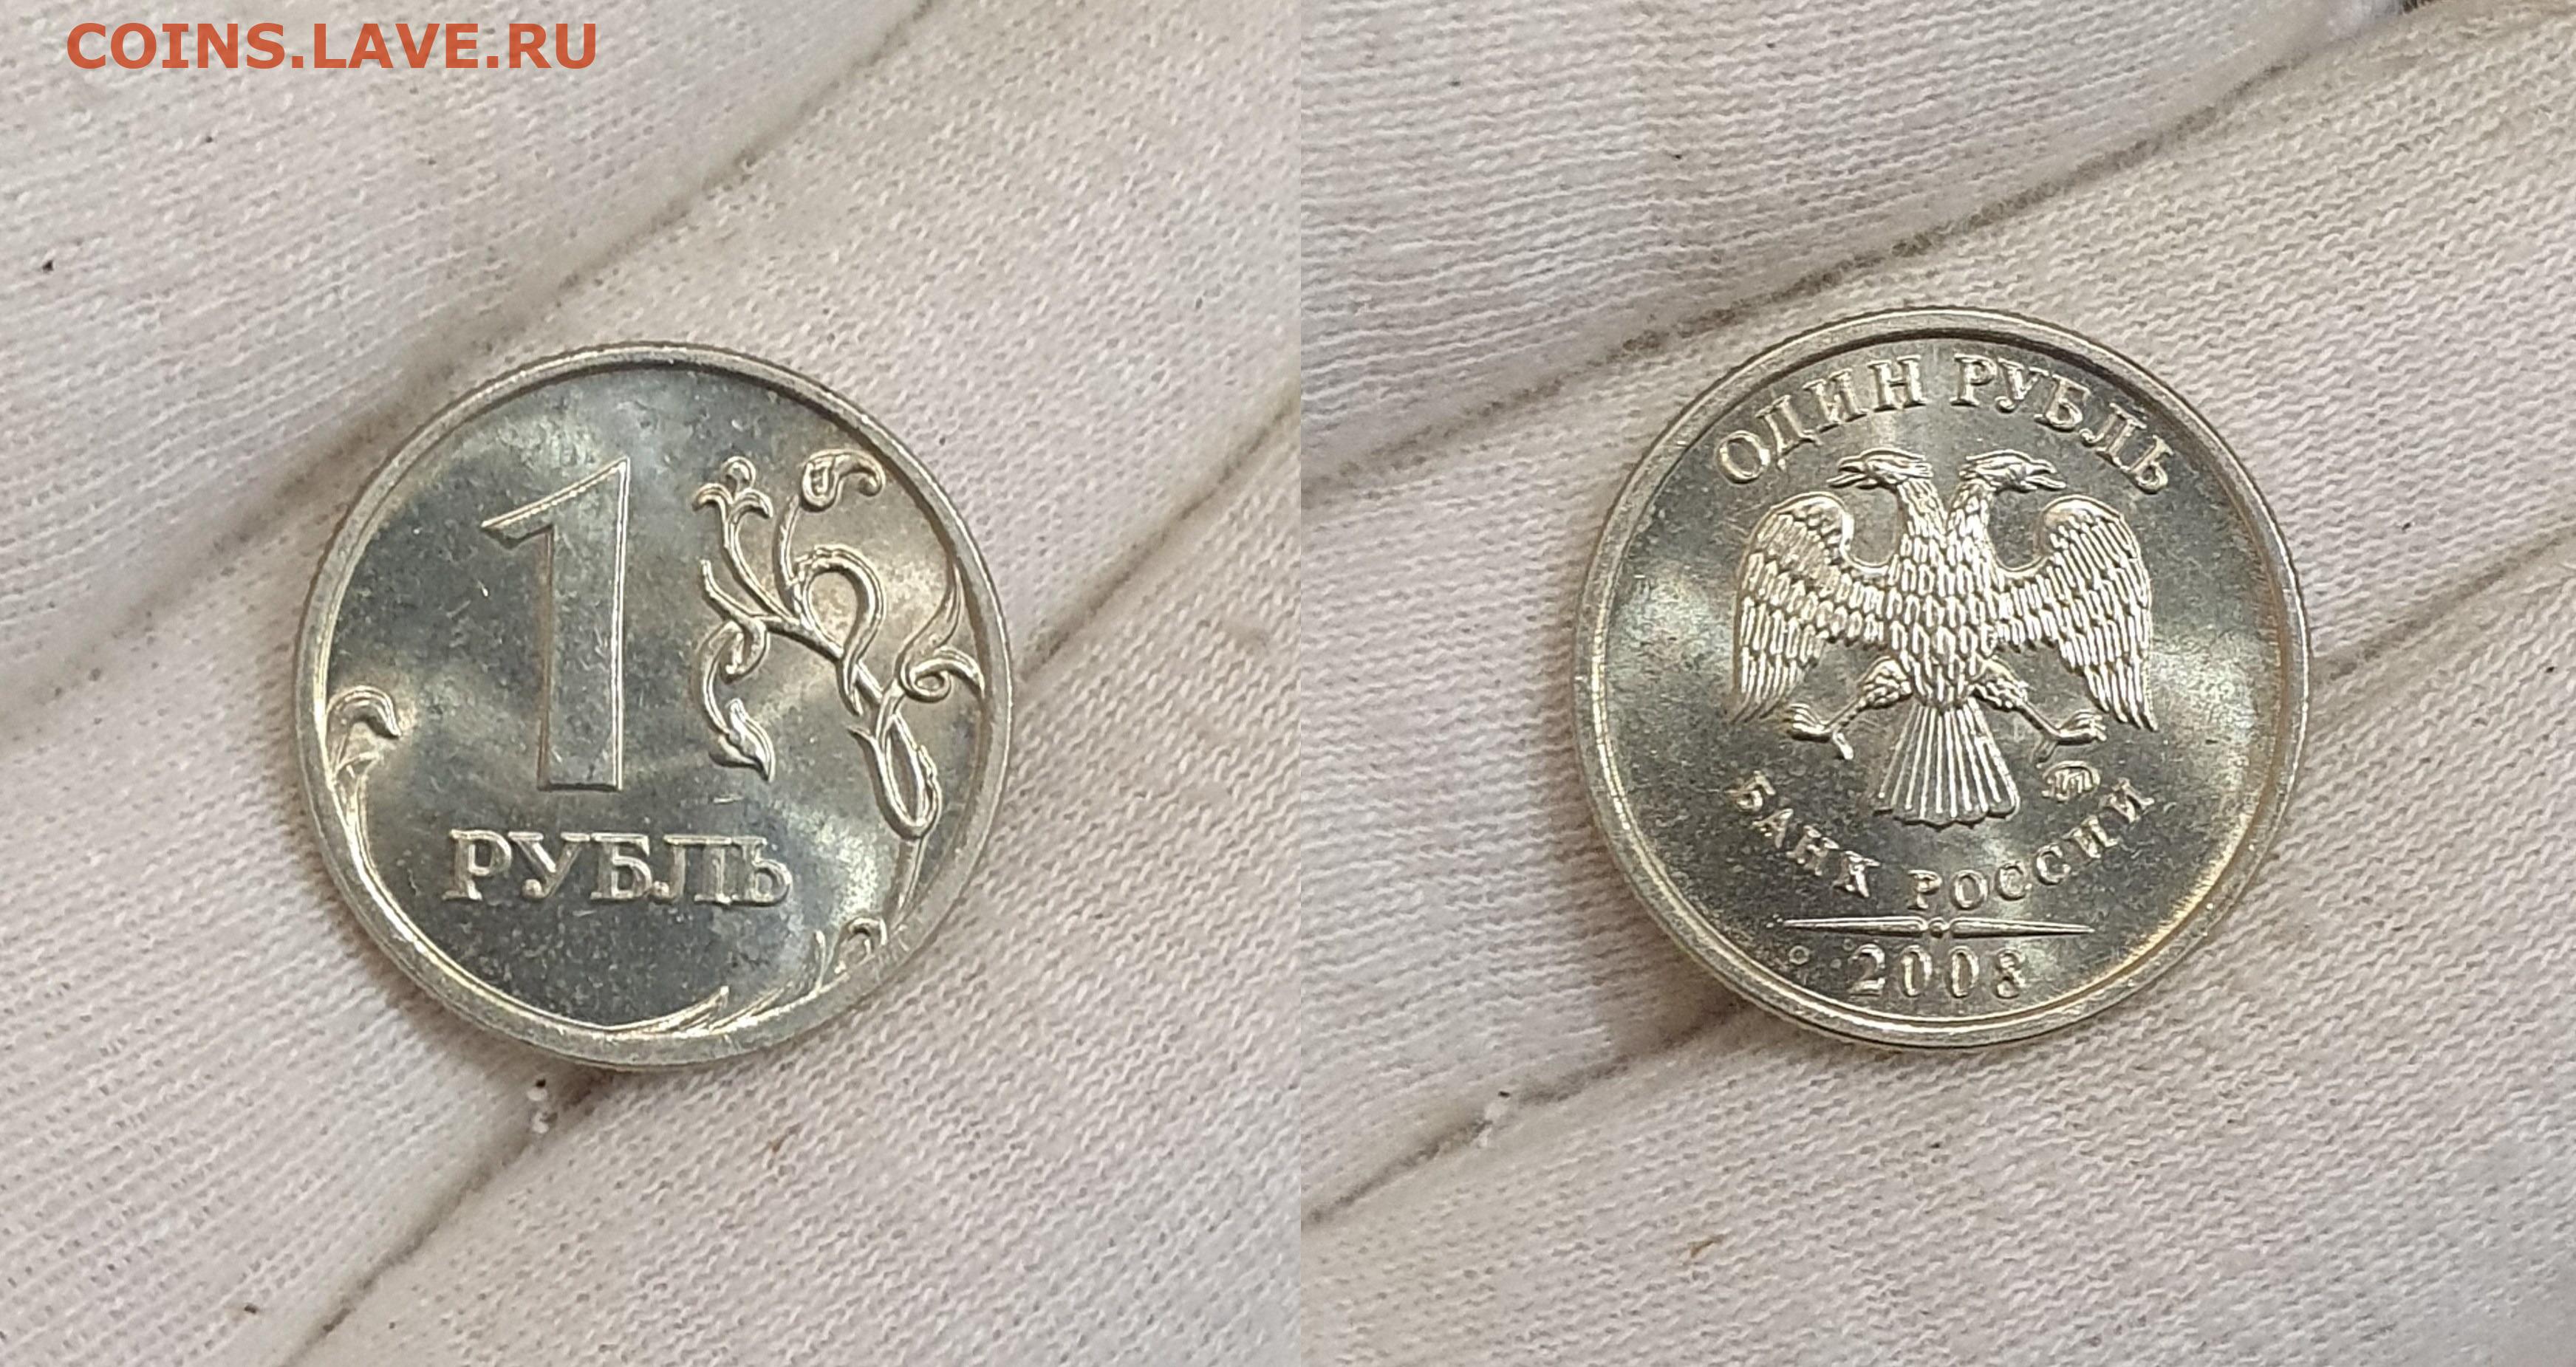 COINS.LAVE.RU
1
РУБЛЬ
ОДИН РУБЛЬ
БАНК РОССИИ
2008